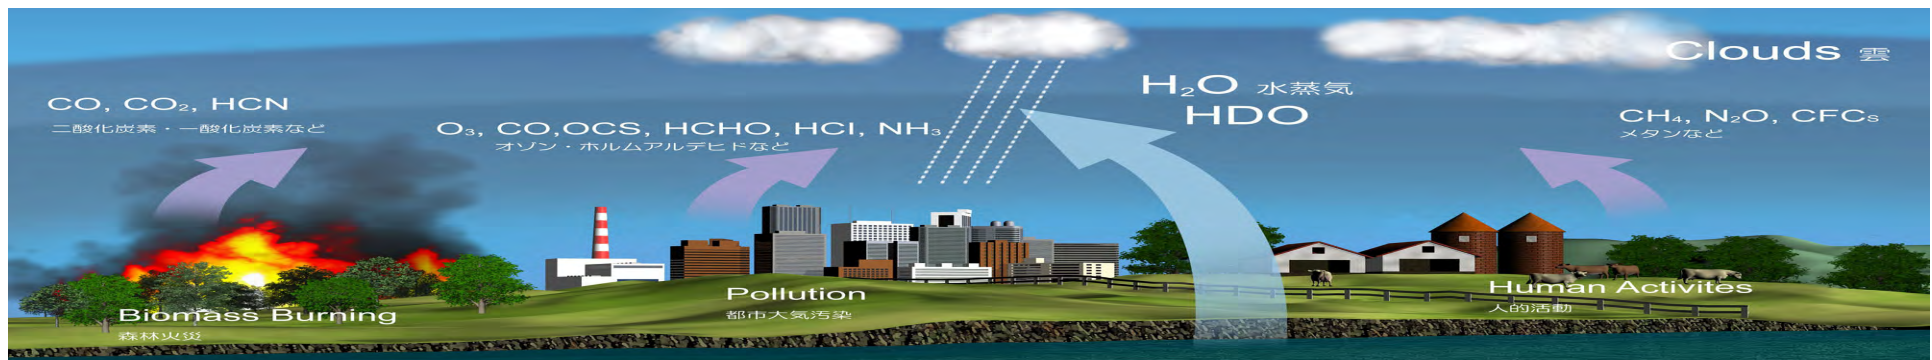 Clouds 雲
CO, CO₂, HCN
二酸化炭素・一酸化炭素など
O₃, CO,OCS, HCHO, HCl, NH₃
オゾン・ホルムアルデヒドなど
H₂O 水蒸気
HDO
CH₄, N₂O, CFCs
メタンなど
Biomass Burning
森林火災
Pollution
都市大気汚染
Human Activites
人的活動